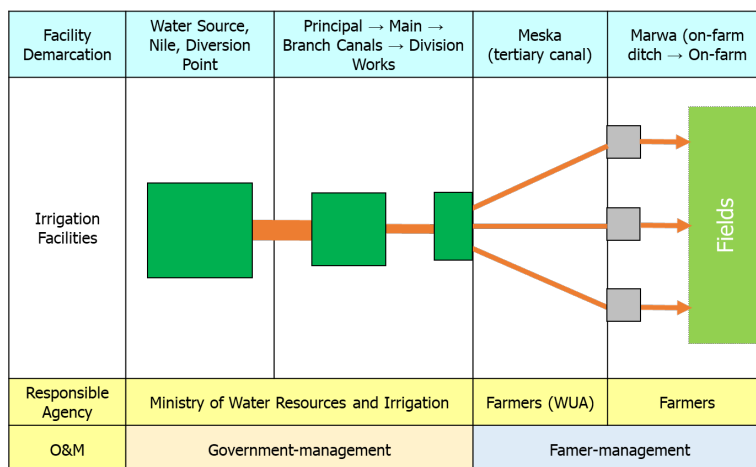 Facility
Demarcation
Water Source,
Nile, Diversion
Point
Principal → Main →
Branch Canals → Division
Works
Meska
(tertiary canal)
Marwa (on-farm
ditch → On-farm
Irrigation
Facilities
Fields
Responsible
Agency
Ministry of Water Resources and Irrigation
Farmers (WUA)
Farmers
O&M
Government-management
Famer-management